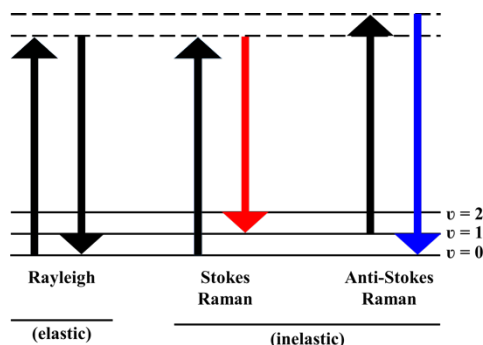 υ = 2
υ = 1
υ = 0
Rayleigh
Stokes
Raman
Anti-Stokes
Raman
(elastic)
(inelastic)